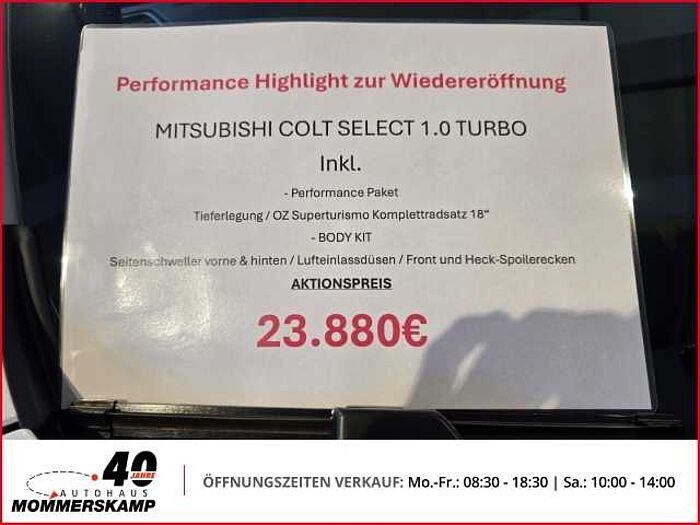 Performance Highlight zur Wiedereröffnung
MITSUBISHI COLT SELECT 1.0 TURBO
Inkl.
- Performance Paket
Tieferlegung / OZ Superturismo Komplettradsatz 18"
- BODY KIT
Seitenschweller vorne & hinten / Lufteinlassdüsen / Front und Heck-Spoilerecken
AKTIONSPREIS
23.880€
40 JAHRE
AUTOHAUS
MOMMERSKAMP
ÖFFNUNGSZEITEN VERKAUF: Mo.-Fr.: 08:30 - 18:30 | Sa.: 10:00 - 14:00